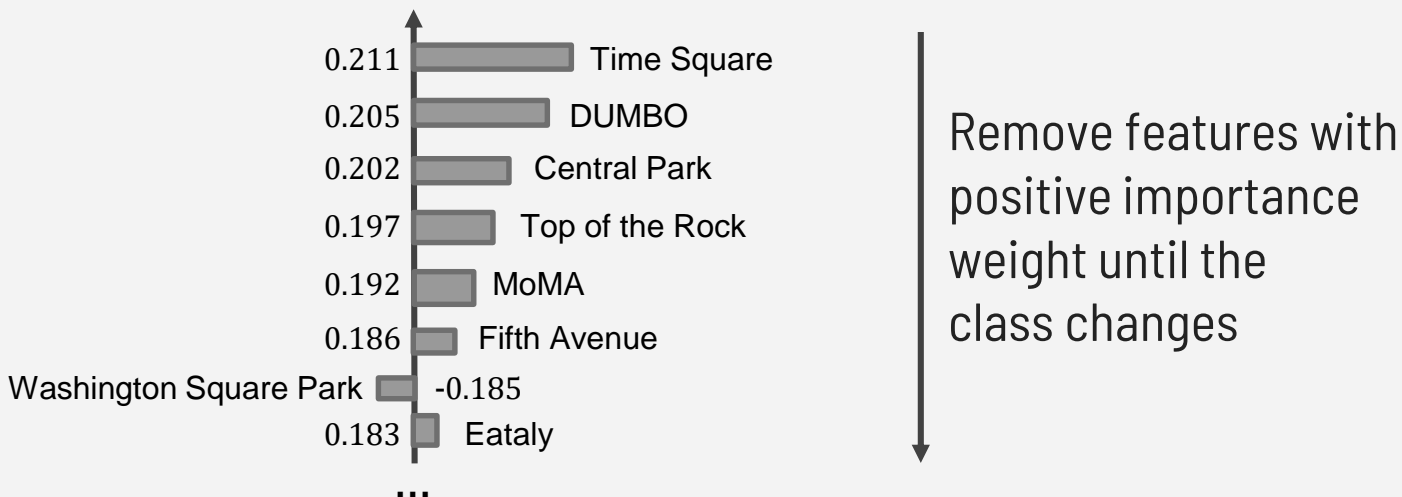 0.211 Time Square
0.205 DUMBO
0.202 Central Park
0.197 Top of the Rock
0.192 MoMA
0.186 Fifth Avenue
Washington Square Park -0.185
0.183 Eataly
...
Remove features with
positive importance
weight until the
class changes